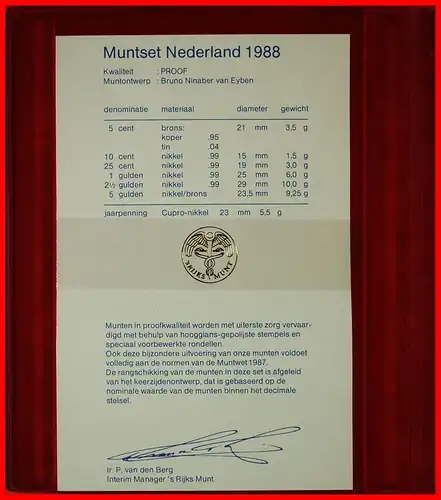 Muntset Nederland 1988
Kwaliteit : PROOF
Muntontwerp : Bruno Ninaber van Eyben
denominatie materiaal diameter gewicht
5 cent brons: 21 mm 3,5 g
koper .95
tin .04
10 cent nikkel .99 15 mm 1,5 g
25 cent nikkel .99 19 mm 3,0 g
1 gulden nikkel .99 25 mm 6,0 g
2½ gulden nikkel .99 29 mm 10,0 g
5 gulden nikkel/brons 23,5 mm 9,25 g
jaarpenning Cupro-nikkel 23 mm 5,5 g
'S RIJKS MUNT
Munten in proofkwaliteit worden met uiterste zorg vervaar-
digd met behulp van hoogglans-gepolijste stempels en
speciaal voorbewerkte rondellen.
Ook deze bijzondere uitvoering van onze munten voldoet
volledig aan de normen van de Muntwet 1987.
De rangschikking van de munten in deze set is afgeleid
van het keerzijdenontwerp, dat is gebaseerd op de
nominale waarde van de munten binnen het decimale
stelsel.
Ir. P. van den Berg
Interim Manager 's Rijks Munt